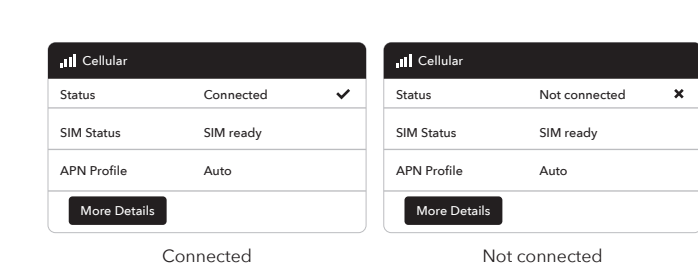 Cellular
Status Connected
SIM Status SIM ready
APN Profile Auto
More Details
Connected
Cellular
Status Not connected
SIM Status SIM ready
APN Profile Auto
More Details
Not connected